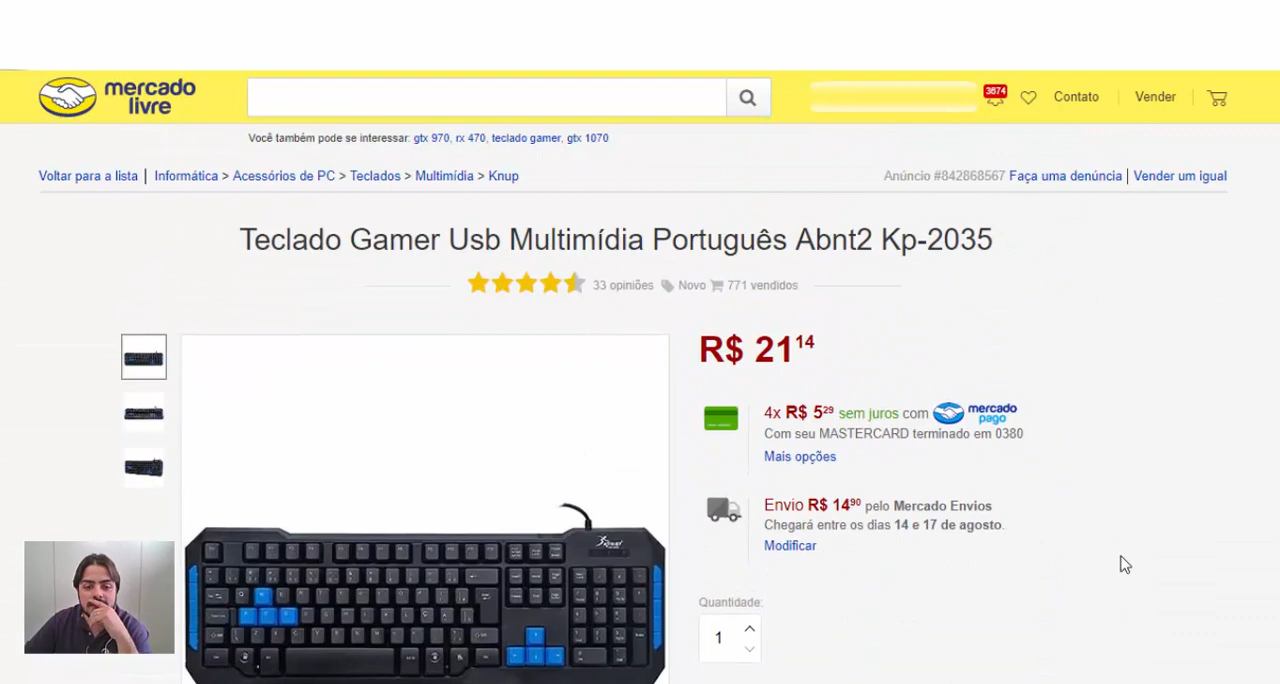 mercado
livre
3674
Contato
Vender
Você também pode se interessar: gtx 970, rx 470, teclado gamer, gtx 1070
Voltar para a lista | Informática > Acessórios de PC > Teclados > Multimídia > Knup
Anúncio #842868567 Faça uma denúncia | Vender um igual
Teclado Gamer Usb Multimídia Português Abnt2 Kp-2035
33 opiniões Novo 771 vendidos
R$ 21 14
4x R$ 5 29 sem juros com mercado pago
Com seu MASTERCARD terminado em 0380
Mais opções
Envio R$ 14 90 pelo Mercado Envios
Chegará entre os dias 14 e 17 de agosto.
Modificar
Quantidade:
1
Knup